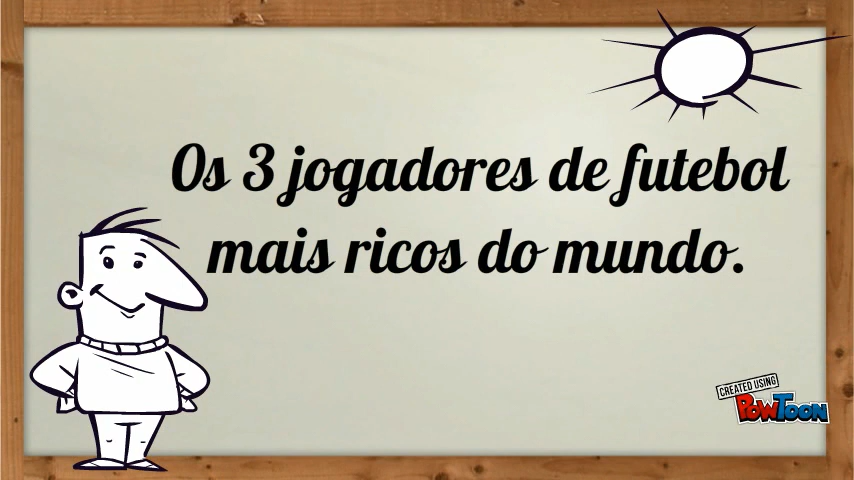 Os 3 jogadores de futebol
mais ricos do mundo.
CREATED USING
POWTOON